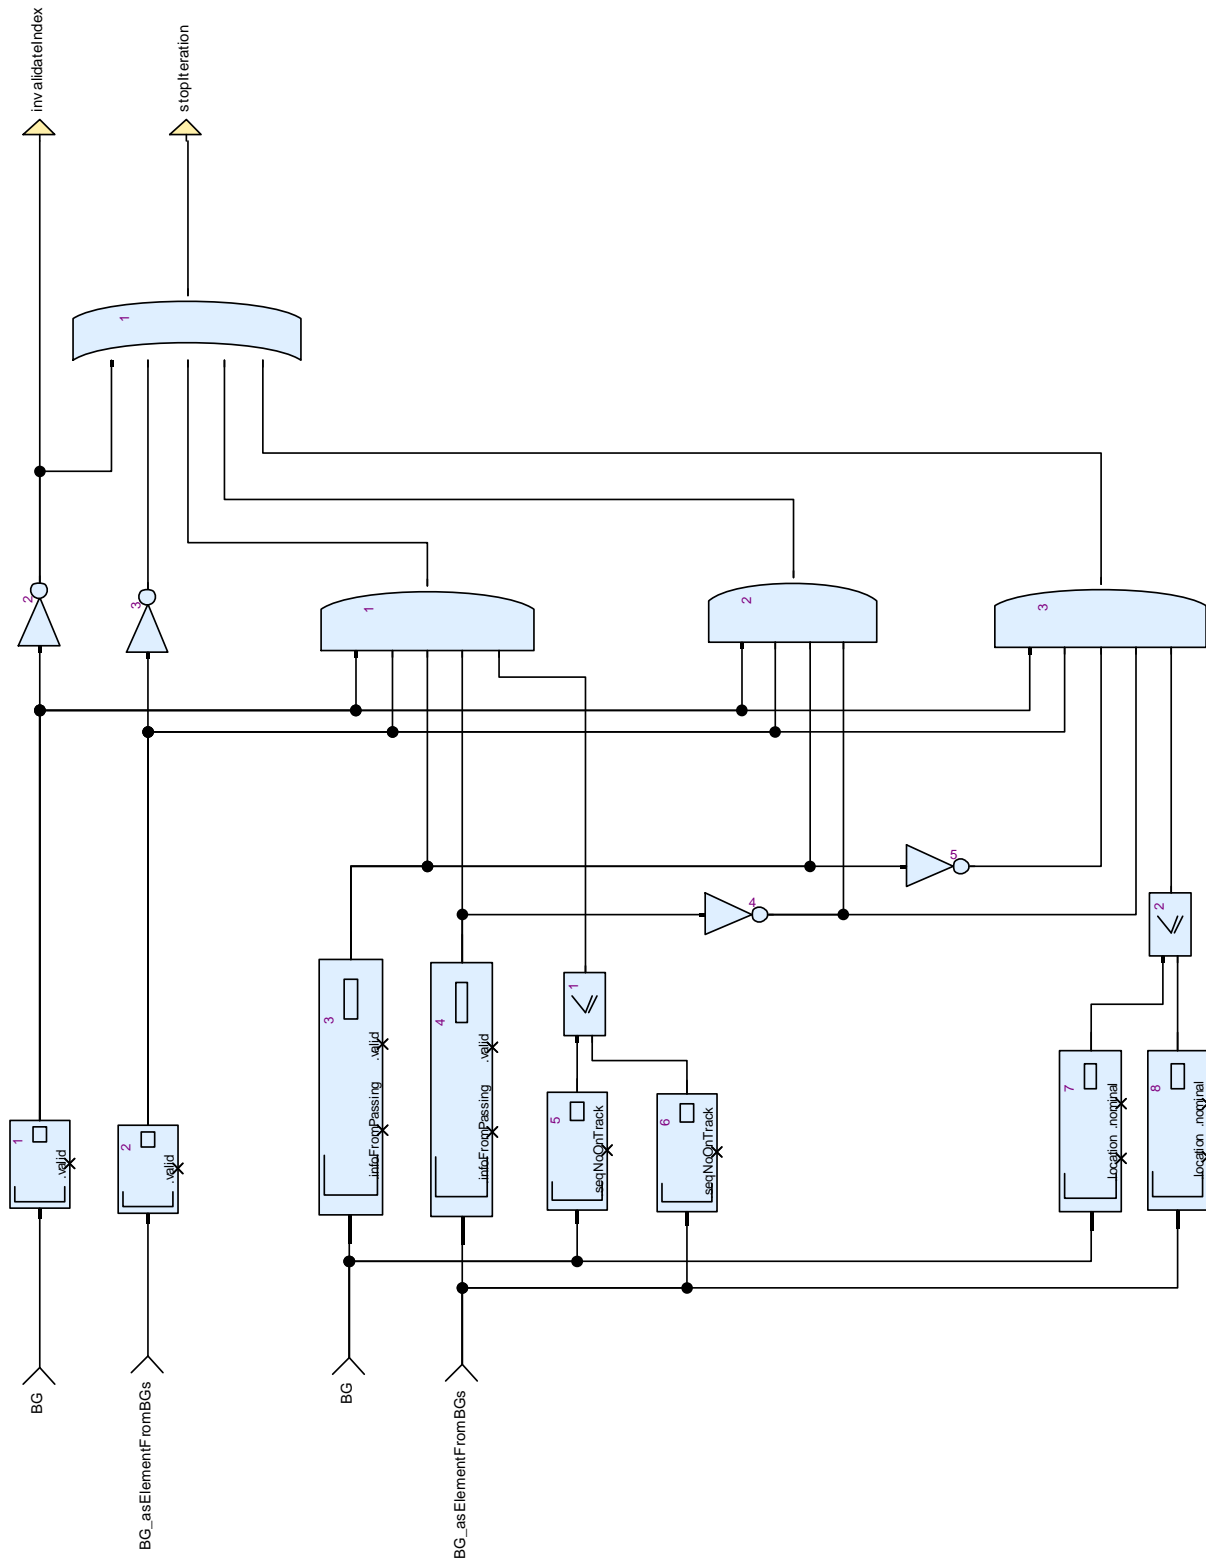 BG
BG_asElementFromBGs
BG
BG_asElementFromBGs
1
.valid
2
.valid
3
.infoFromPassing .valid
4
.infoFromPassing .valid
5
.seqNoOnTrack
6
.seqNoOnTrack
7
.location .nominal
8
.location .nominal
2
3
1
≤
2
≤
4
5
1
2
3
1
invalidateIndex
stopIteration